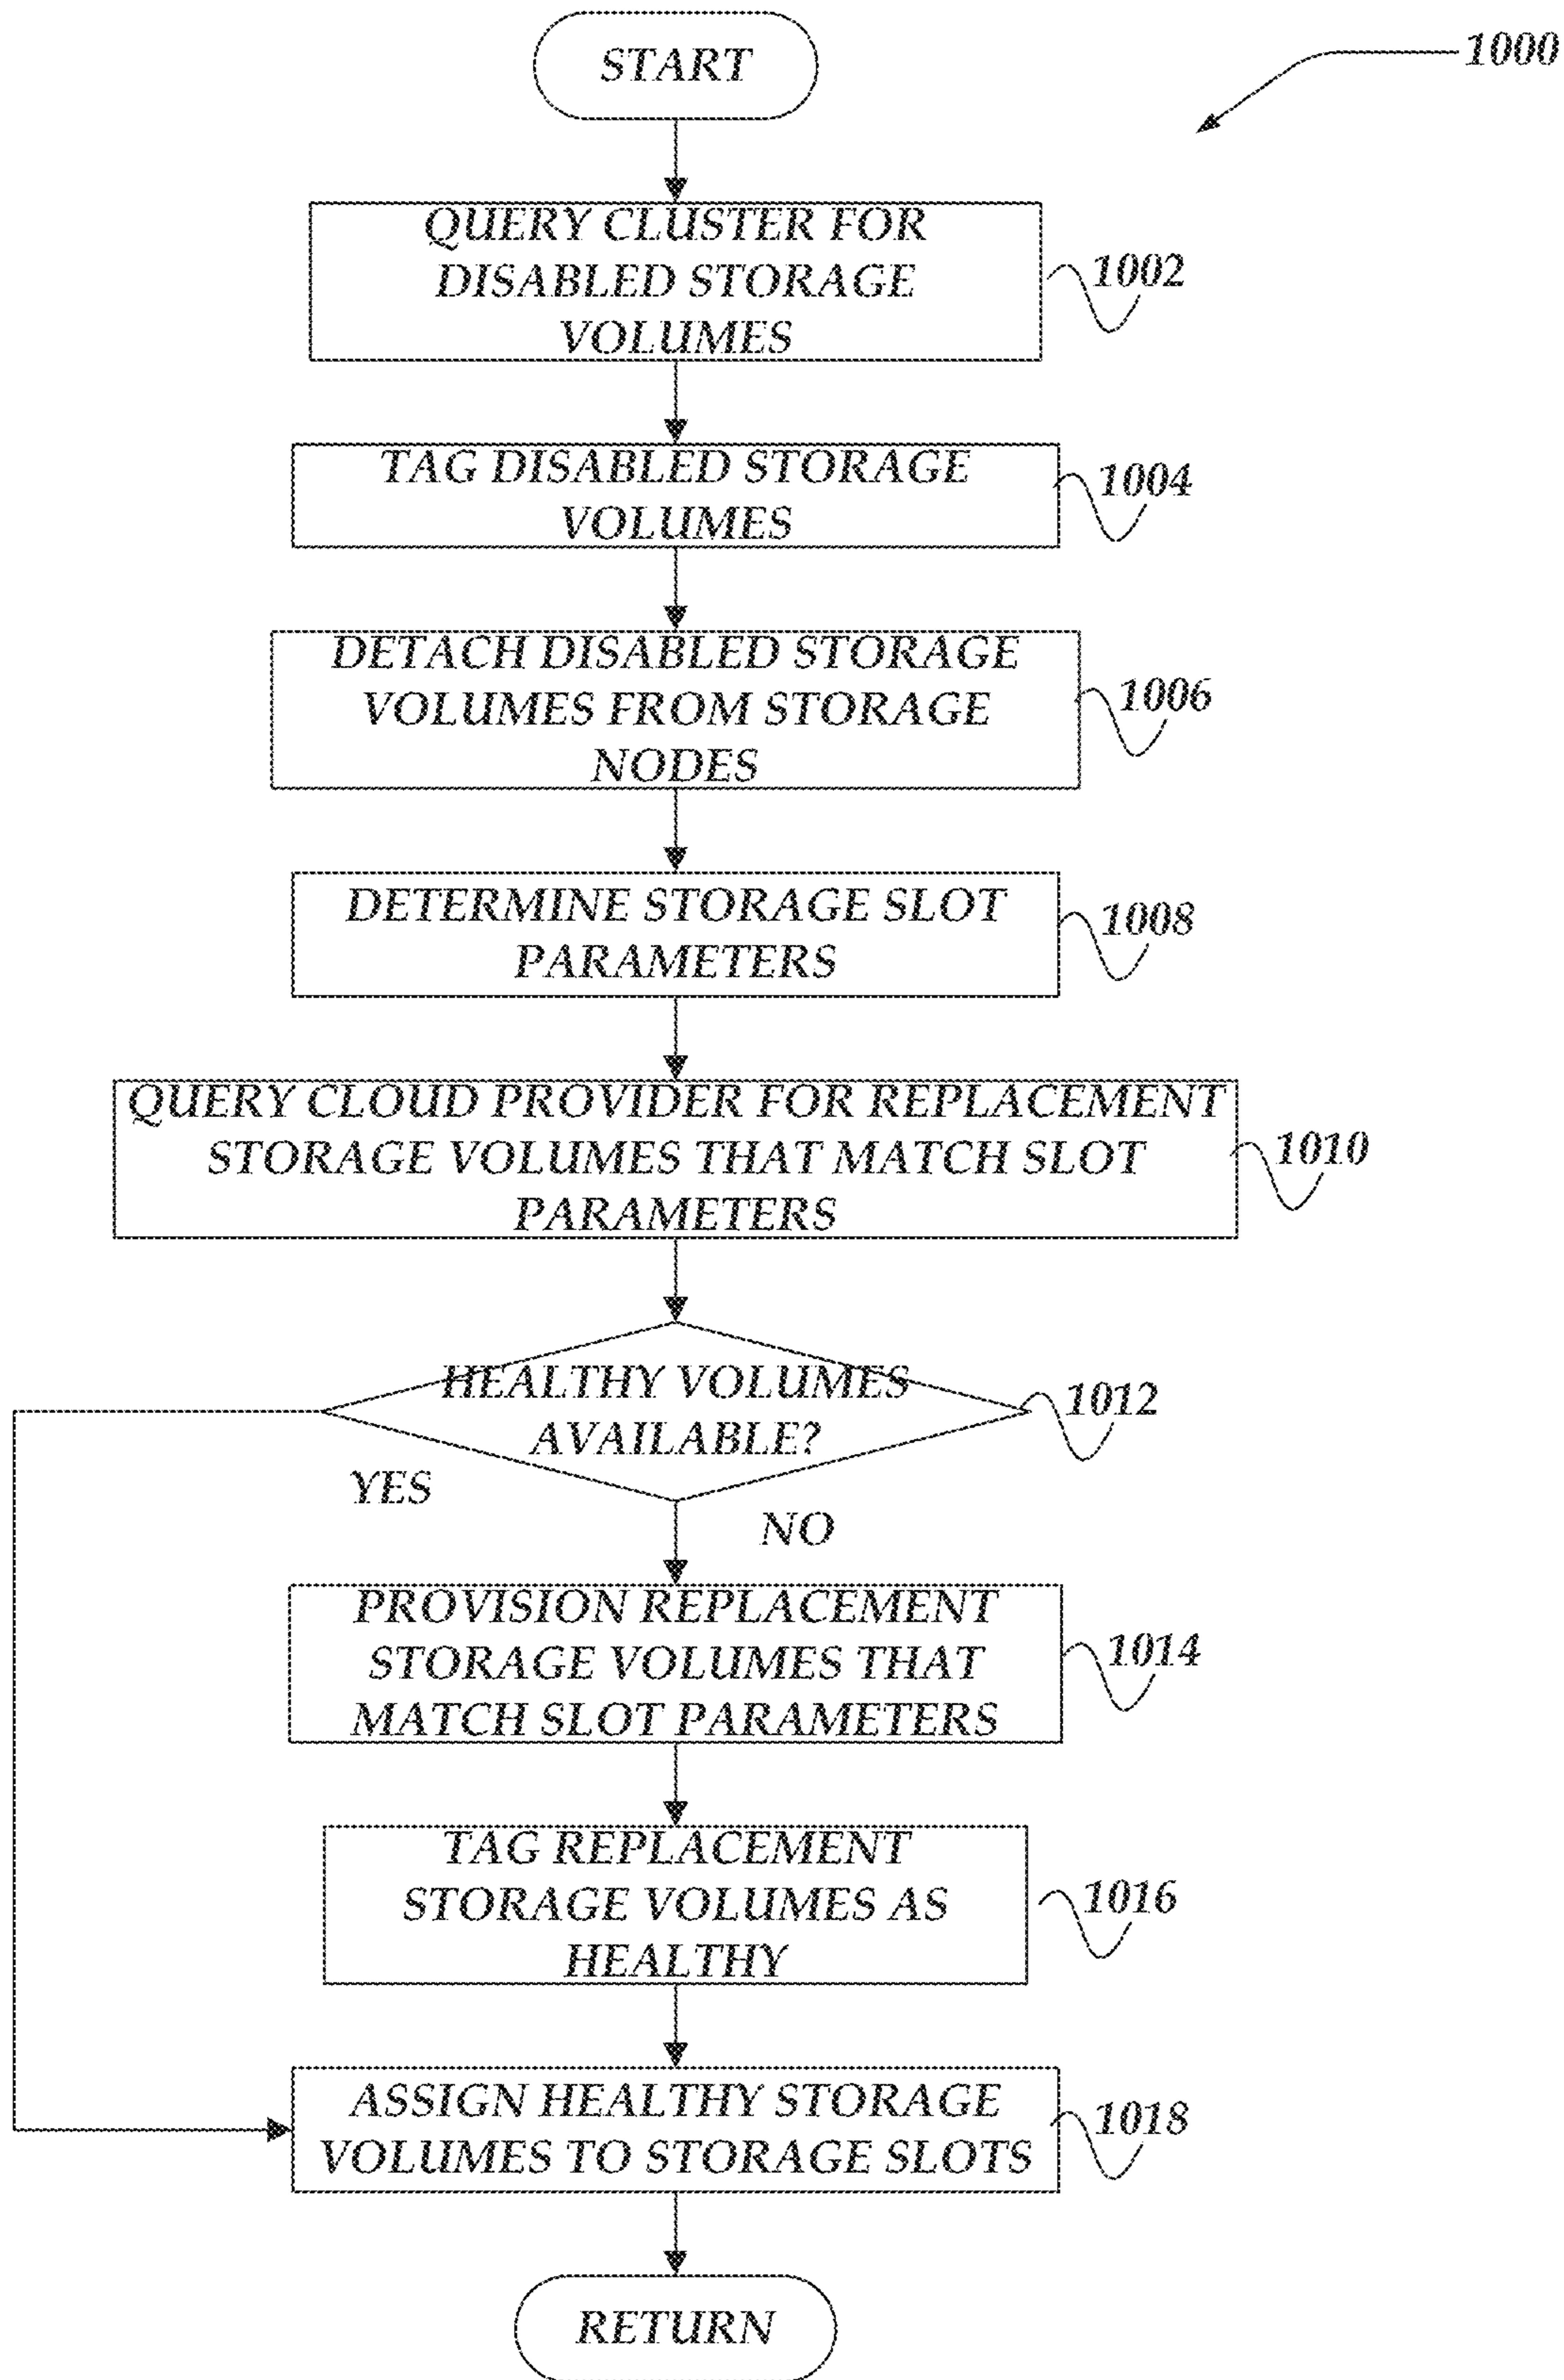 START
1000
QUERY CLUSTER FOR
DISABLED STORAGE
VOLUMES
1002
TAG DISABLED STORAGE
VOLUMES
1004
DETACH DISABLED STORAGE
VOLUMES FROM STORAGE
NODES
1006
DETERMINE STORAGE SLOT
PARAMETERS
1008
QUERY CLOUD PROVIDER FOR REPLACEMENT
STORAGE VOLUMES THAT MATCH SLOT
PARAMETERS
1010
HEALTHY VOLUMES
AVAILABLE?
1012
YES
NO
PROVISION REPLACEMENT
STORAGE VOLUMES THAT
MATCH SLOT PARAMETERS
1014
TAG REPLACEMENT
STORAGE VOLUMES AS
HEALTHY
1016
ASSIGN HEALTHY STORAGE
VOLUMES TO STORAGE SLOTS
1018
RETURN